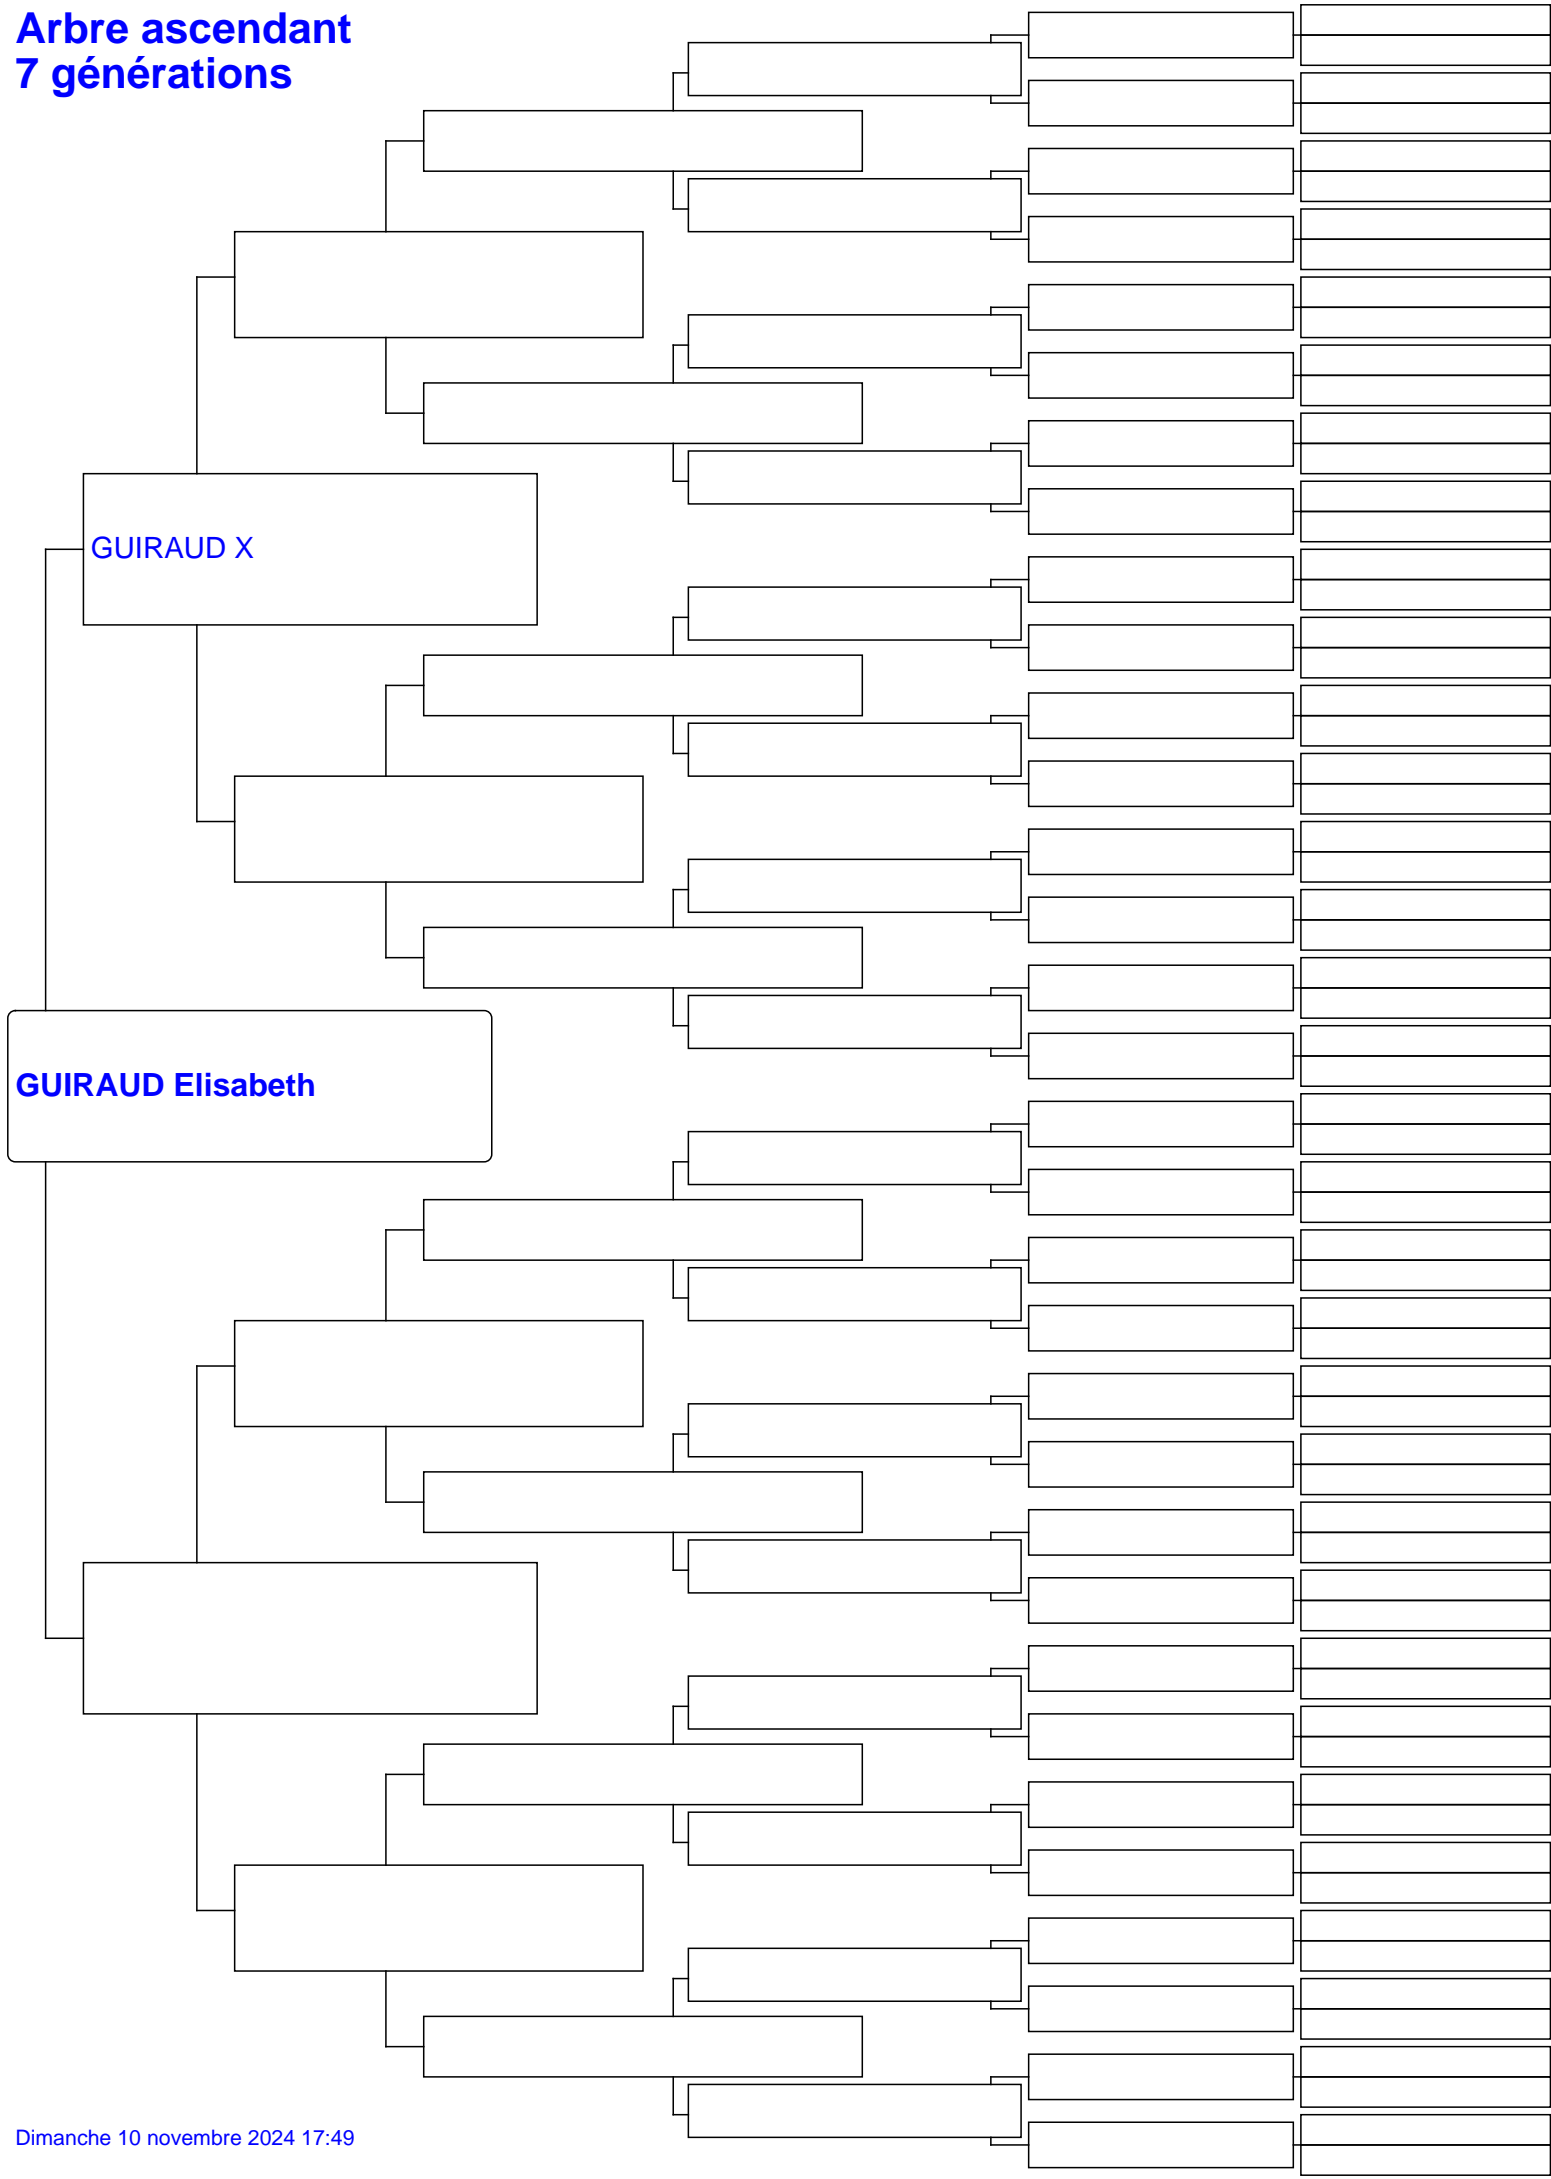 Arbre ascendant
7 générations
GUIRAUD X
GUIRAUD Elisabeth
Dimanche 10 novembre 2024 17:49